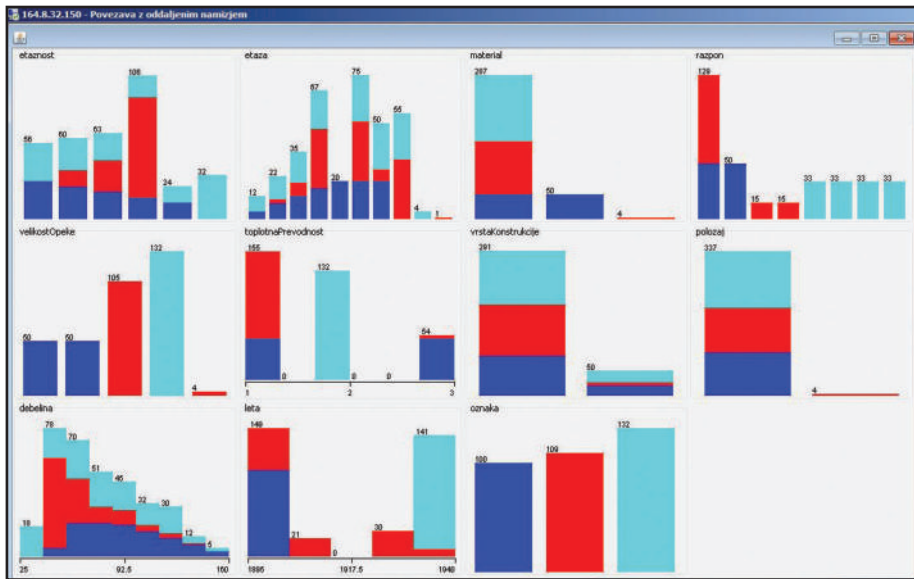 164.8.32.150 - Povezava z oddaljenim namizjem
etaznost
56 60 63 106 24 32
etaza
12 22 35 67 20 75 50 55 4 1
material
287 50 4
razpon
129 50 15 15 33 33 33 33
velikostOpeke
50 50 105 132 4
toplotnaPrevodnost
155 0 132 0 0 54
1 2 3
vrstaKonstrukcije
291 50
polozaj
337 4
debelina
18 78 70 51 46 32 30 12 5
25 92.5 160
leta
149 21 0 30 141
1895 1917.5 1940
oznaka
100 109 132